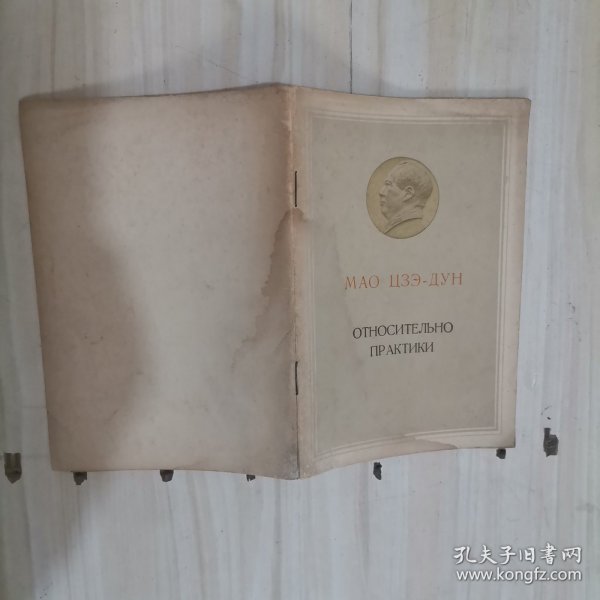 МАО ЦЗЭ-ДУН
ОТНОСИТЕЛЬНО
ПРАКТИКИ
孔夫子旧书网
www.kongfz.com